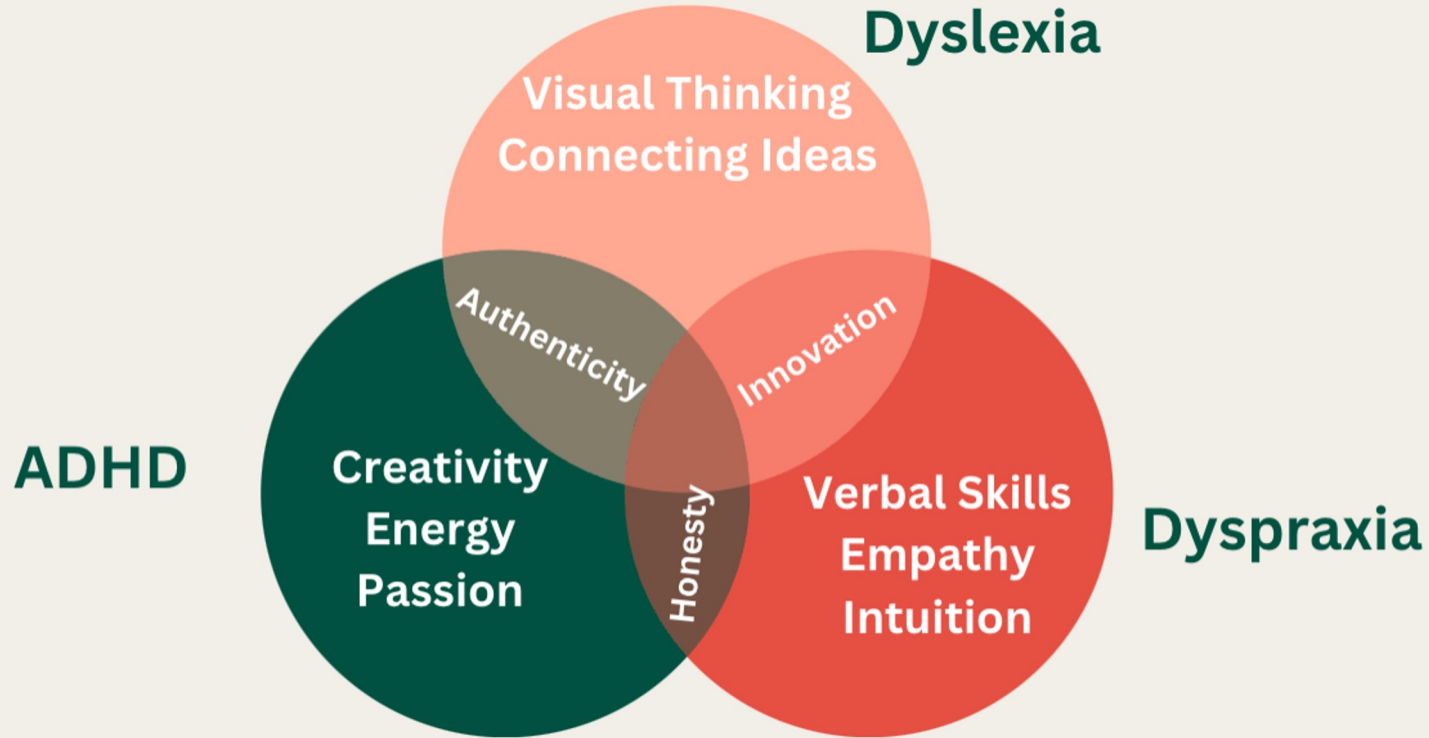 Dyslexia
Visual Thinking
Connecting Ideas
Authenticity
Innovation
ADHD
Creativity
Energy
Passion
Honesty
Verbal Skills
Empathy
Intuition
Dyspraxia